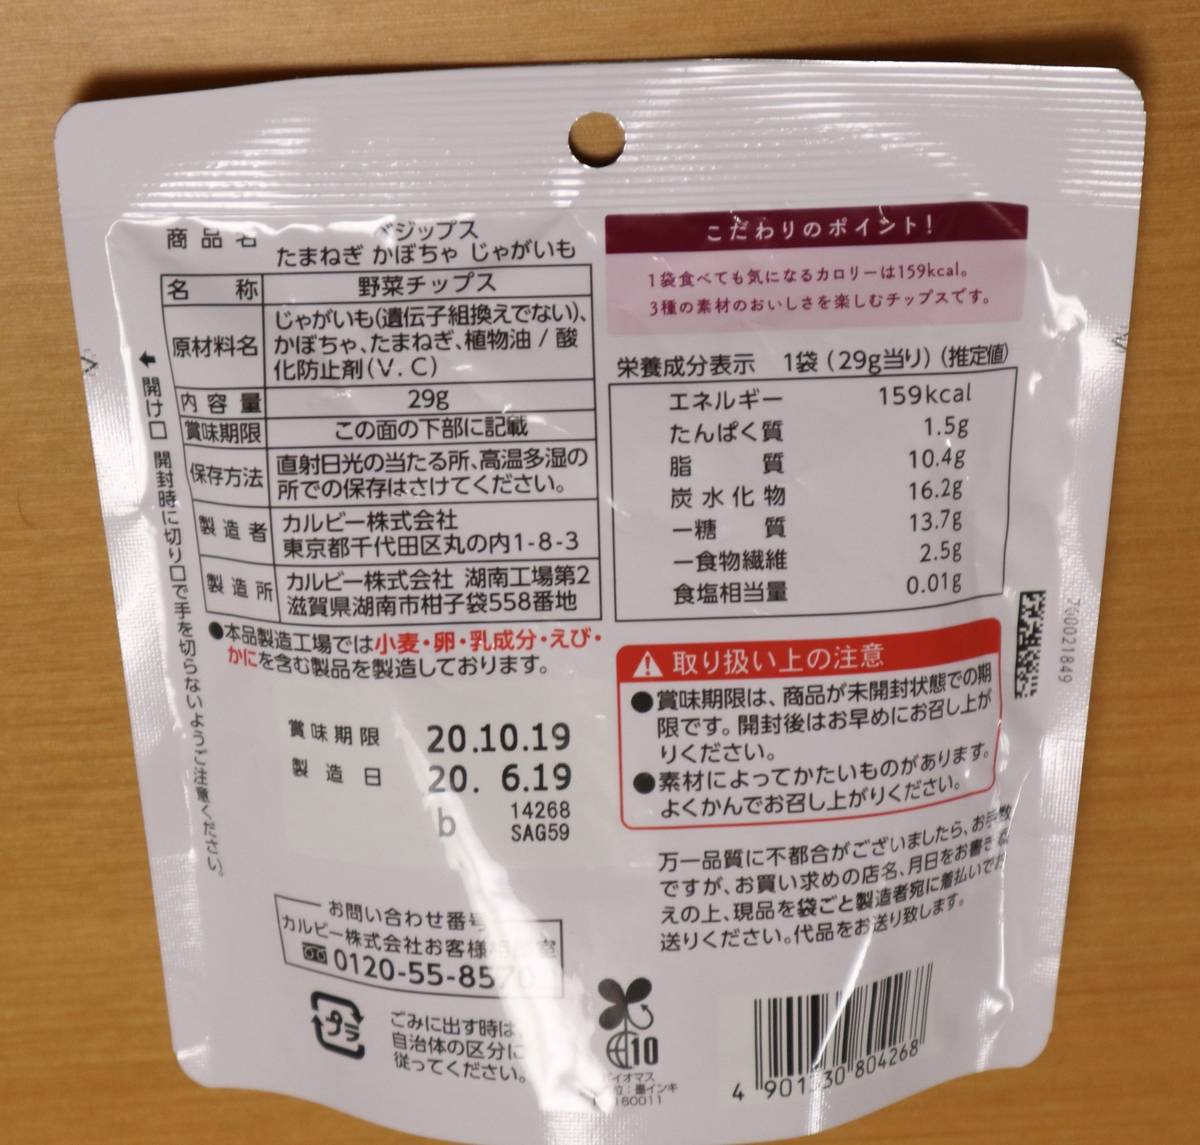 商品名 ベジップス
たまねぎ かぼちゃ じゃがいも
名称 野菜チップス
原材料名 じゃがいも(遺伝子組換えでない)、
かぼちゃ、たまねぎ、植物油 / 酸
化防止剤(V.C)
内容量 29g
賞味期限 この面の下部に記載
保存方法 直射日光の当たる所、高温多湿の
所での保存はさけてください。
製造者 カルビー株式会社
東京都千代田区丸の内1-8-3
製造所 カルビー株式会社 湖南工場第2
滋賀県湖南市柑子袋558番地
●本品製造工場では小麦・卵・乳成分・えび・
かにを含む製品を製造しております。
開け口 開封時に切り口で手を切らないようご注意ください。
賞味期限 20.10.19
製造日 20. 6.19
b 14268
SAG59
お問い合わせ番号
カルビー株式会社お客様
0120-55-85
プラ
ごみに出す時は、
自治体の区分に
従ってください。
こだわりのポイント!
1袋食べても気になるカロリーは159kcal。
3種の素材のおいしさを楽しむチップスです。
栄養成分表示 1袋(29g当り)(推定値)
エネルギー 159kcal
たんぱく質 1.5g
脂質 10.4g
炭水化物 16.2g
ー糖質 13.7g
ー食物繊維 2.5g
食塩相当量 0.01g
取り扱い上の注意
●賞味期限は、商品が未開封状態での期
限です。開封後はお早めにお召し上が
りください。
●素材によってかたいものがあります。
よくかんでお召し上がりください。
700021849
万一品質に不都合がございましたら、お手数
ですが、お買い求めの店名、月日をお書き添
えの上、現品を袋ごと製造者宛に着払いでお
送りください。代品をお送り致します。
10
イオマス
位:墨インキ
160011
4 901330 804268